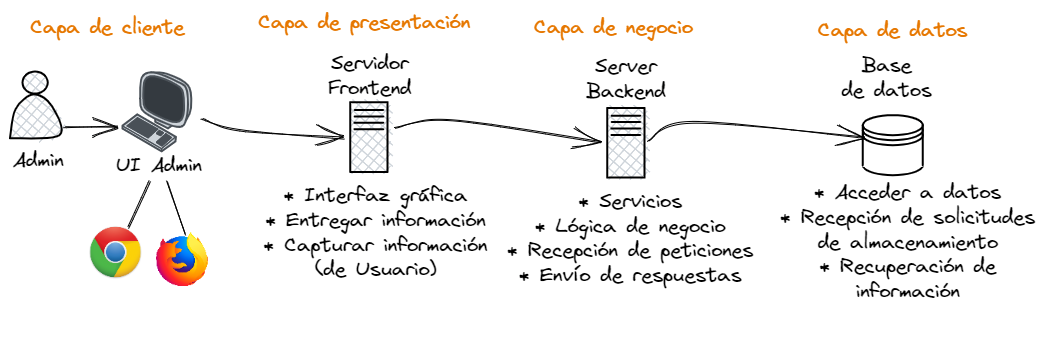 Capa de cliente
Capa de presentación
Capa de negocio
Capa de datos
Admin
UI Admin
Servidor
Frontend
* Interfaz gráfica
* Entregar información
* Capturar información
(de Usuario)
Server
Backend
* Servicios
* Lógica de negocio
* Recepción de peticiones
* Envío de respuestas
Base
de datos
* Acceder a datos
* Recepción de solicitudes
de almacenamiento
* Recuperación de
información